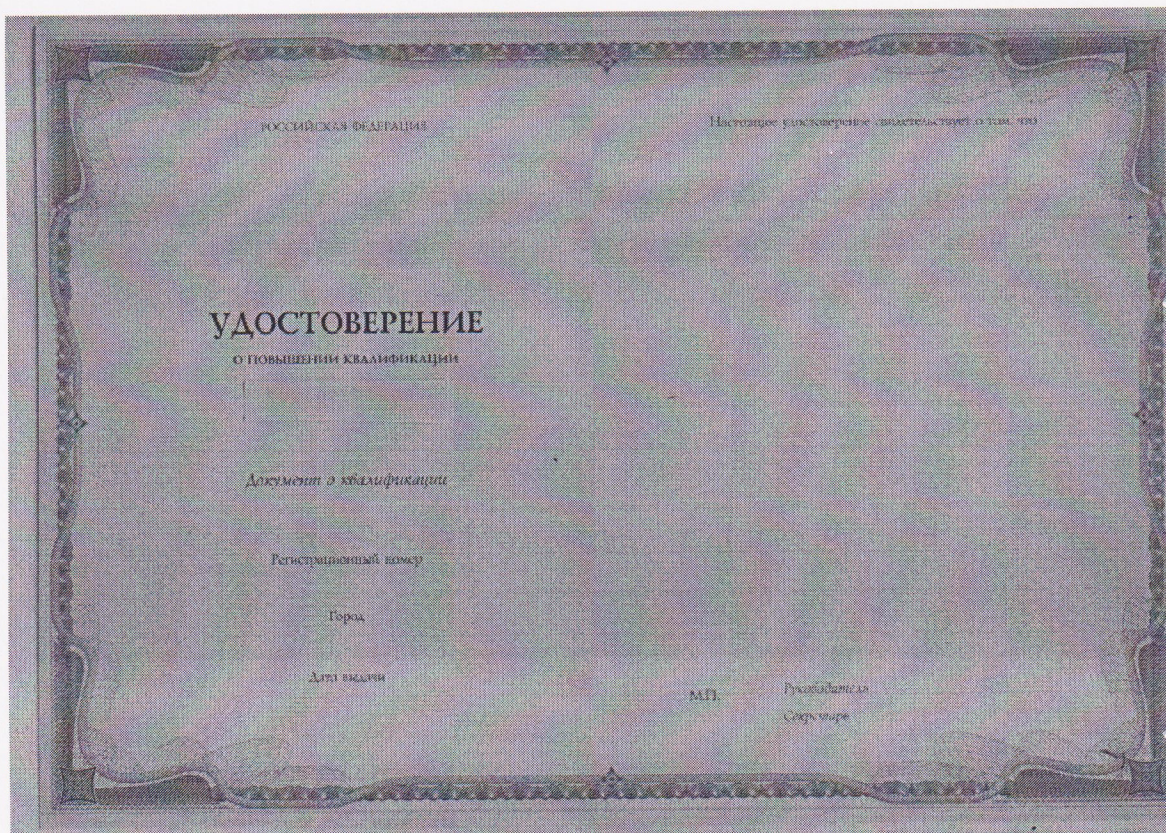 РОССИЙСКАЯ ФЕДЕРАЦИЯ
УДОСТОВЕРЕНИЕ
О ПОВЫШЕНИИ КВАЛИФИКАЦИИ
Документ о квалификации
Регистрационный номер
Город
Дата выдачи
Настоящее удостоверение свидетельствует о том, что
М.П.
Руководитель
Секретарь